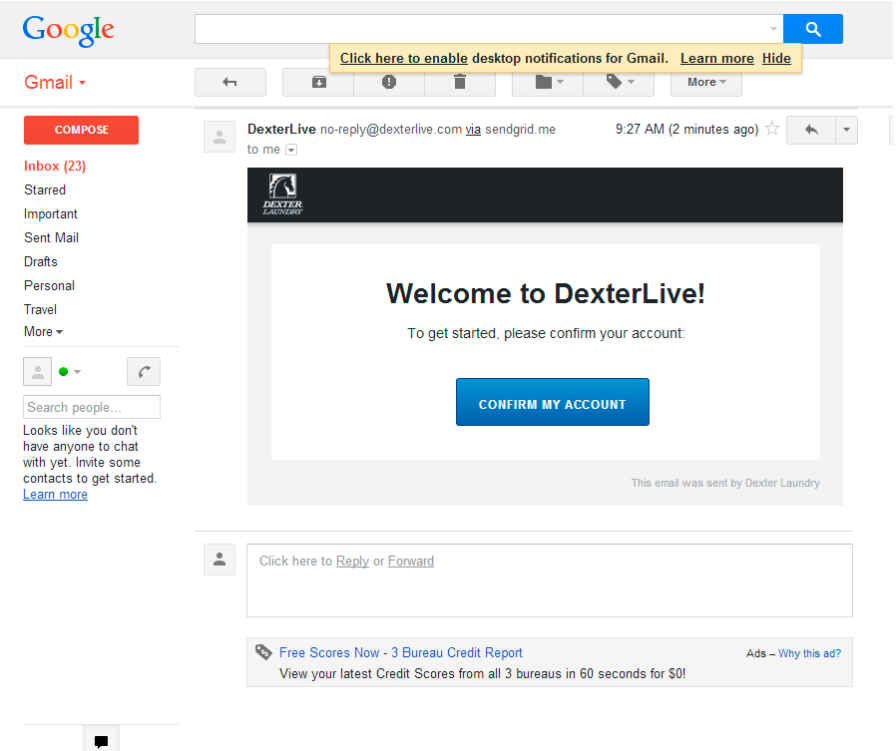 Google
Click here to enable desktop notifications for Gmail. Learn more Hide
Gmail
More
COMPOSE
Inbox (23)
Starred
Important
Sent Mail
Drafts
Personal
Travel
More
Search people...
Looks like you don't
have anyone to chat
with yet. Invite some
contacts to get started.
Learn more
DexterLive no-reply@dexterlive.com via sendgrid.me 9:27 AM (2 minutes ago)
to me
DEXTER
LAUNDRY
Welcome to DexterLive!
To get started, please confirm your account:
CONFIRM MY ACCOUNT
This email was sent by Dexter Laundry
Click here to Reply or Forward
Free Scores Now - 3 Bureau Credit Report Ads – Why this ad?
View your latest Credit Scores from all 3 bureaus in 60 seconds for $0!